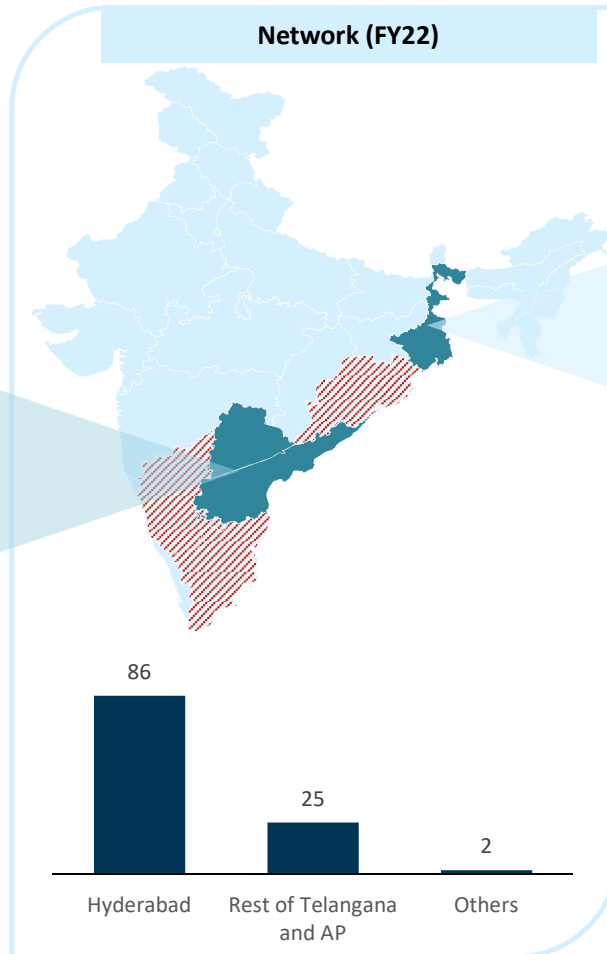 Network (FY22)
86
25
2
Hyderabad
Rest of Telangana
and AP
Others